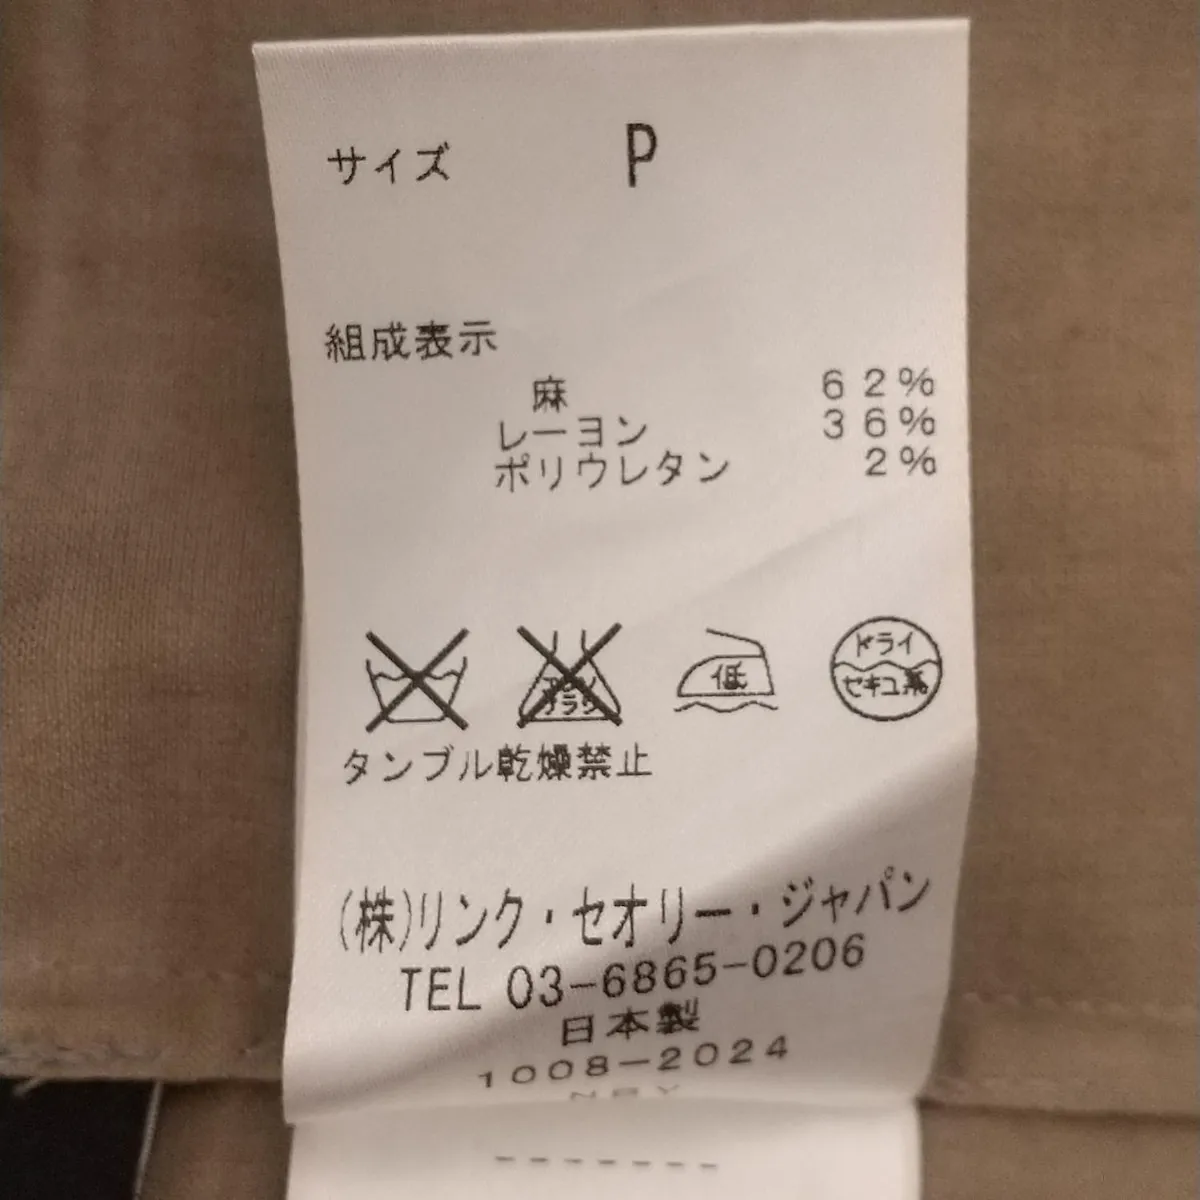 サイズ P
組成表示
麻 62%
レーヨン 36%
ポリウレタン 2%
低
ドライ
セキユ系
タンブル乾燥禁止
(株)リンク・セオリー・ジャパン
TEL 03-6865-0206
日本製
1008-2024